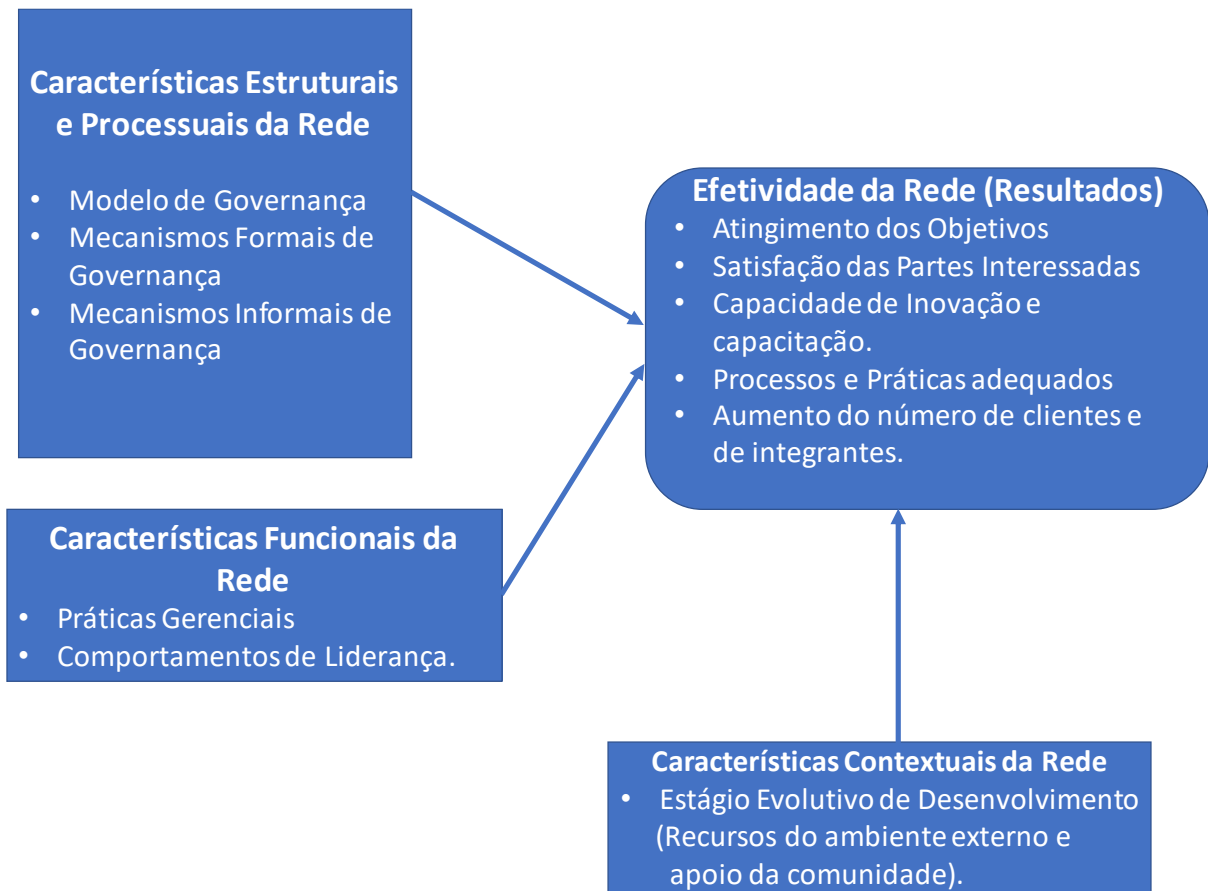 Características Estruturais
e Processuais da Rede
• Modelo de Governança
• Mecanismos Formais de
Governança
• Mecanismos Informais de
Governança
Efetividade da Rede (Resultados)
• Atingimento dos Objetivos
• Satisfação das Partes Interessadas
• Capacidade de Inovação e
capacitação.
• Processos e Práticas adequados
• Aumento do número de clientes e
de integrantes.
Características Funcionais da
Rede
• Práticas Gerenciais
• Comportamentos de Liderança.
Características Contextuais da Rede
• Estágio Evolutivo de Desenvolvimento
(Recursos do ambiente externo e
apoio da comunidade).